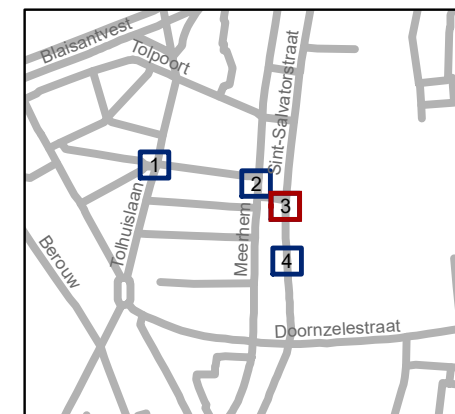 Blaisantvest
Tolpoort
Sint-Salvatorstraat
1
2
3
Tolhuislaan
Meerhem
Berouw
4
Doornzelestraat